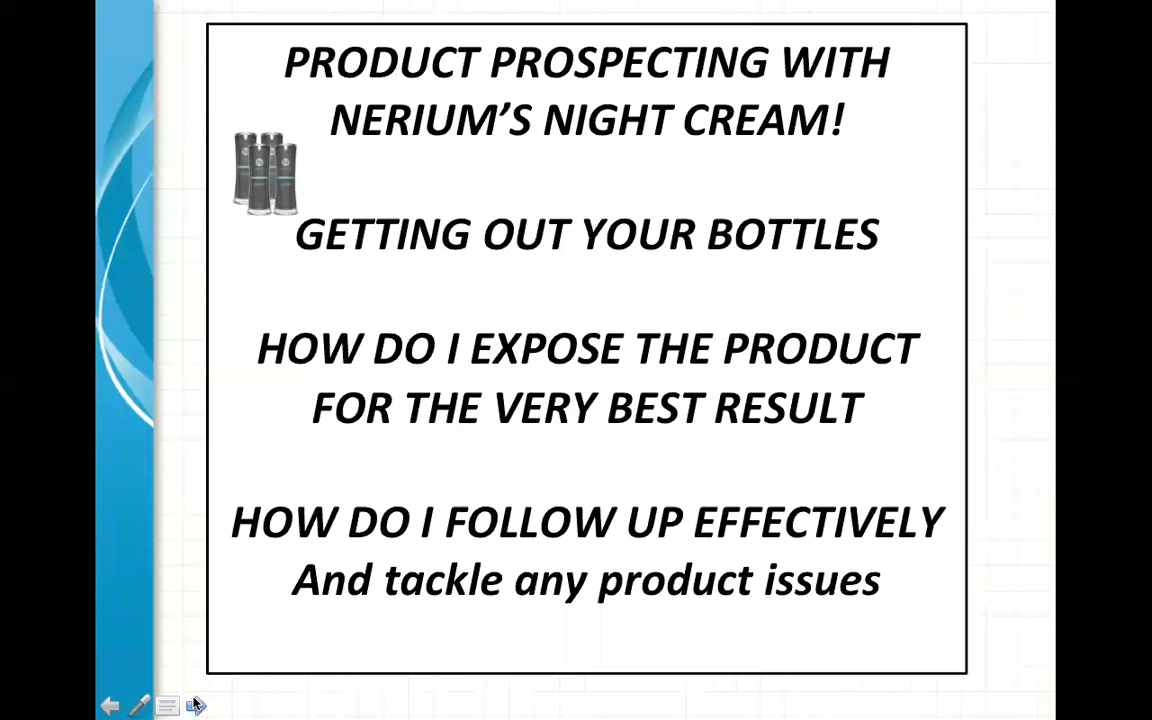 PRODUCT PROSPECTING WITH
NERIUM’S NIGHT CREAM!
GETTING OUT YOUR BOTTLES
HOW DO I EXPOSE THE PRODUCT
FOR THE VERY BEST RESULT
HOW DO I FOLLOW UP EFFECTIVELY
And tackle any product issues